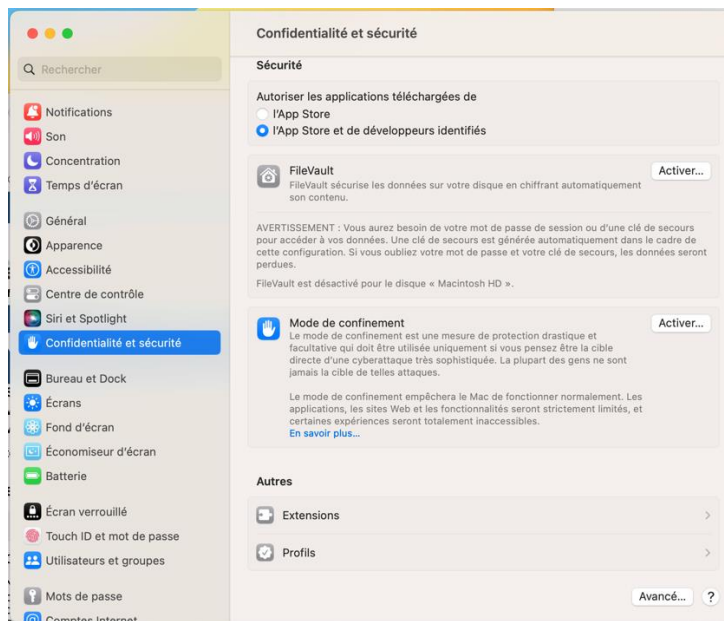 Confidentialité et sécurité
Rechercher
Notifications
Son
Concentration
Temps d'écran
Général
Apparence
Accessibilité
Centre de contrôle
Siri et Spotlight
Confidentialité et sécurité
Bureau et Dock
Écrans
Fond d'écran
Économiseur d'écran
Batterie
Écran verrouillé
Touch ID et mot de passe
Utilisateurs et groupes
Mots de passe
Comptes Internet
Sécurité
Autoriser les applications téléchargées de
l'App Store
l'App Store et de développeurs identifiés
FileVault
Activer...
FileVault sécurise les données sur votre disque en chiffrant automatiquement
son contenu.
AVERTISSEMENT : Vous aurez besoin de votre mot de passe de session ou d'une clé de secours
pour accéder à vos données. Une clé de secours est générée automatiquement dans le cadre de
cette configuration. Si vous oubliez votre mot de passe et votre clé de secours, les données seront
perdues.
FileVault est désactivé pour le disque « Macintosh HD ».
Mode de confinement
Activer...
Le mode de confinement est une mesure de protection drastique et
facultative qui doit être utilisée uniquement si vous pensez être la cible
directe d'une cyberattaque très sophistiquée. La plupart des gens ne sont
jamais la cible de telles attaques.
Le mode de confinement empêchera le Mac de fonctionner normalement. Les
applications, les sites Web et les fonctionnalités seront strictement limités, et
certaines expériences seront totalement inaccessibles.
En savoir plus...
Autres
Extensions
Profils
Avancé...
?